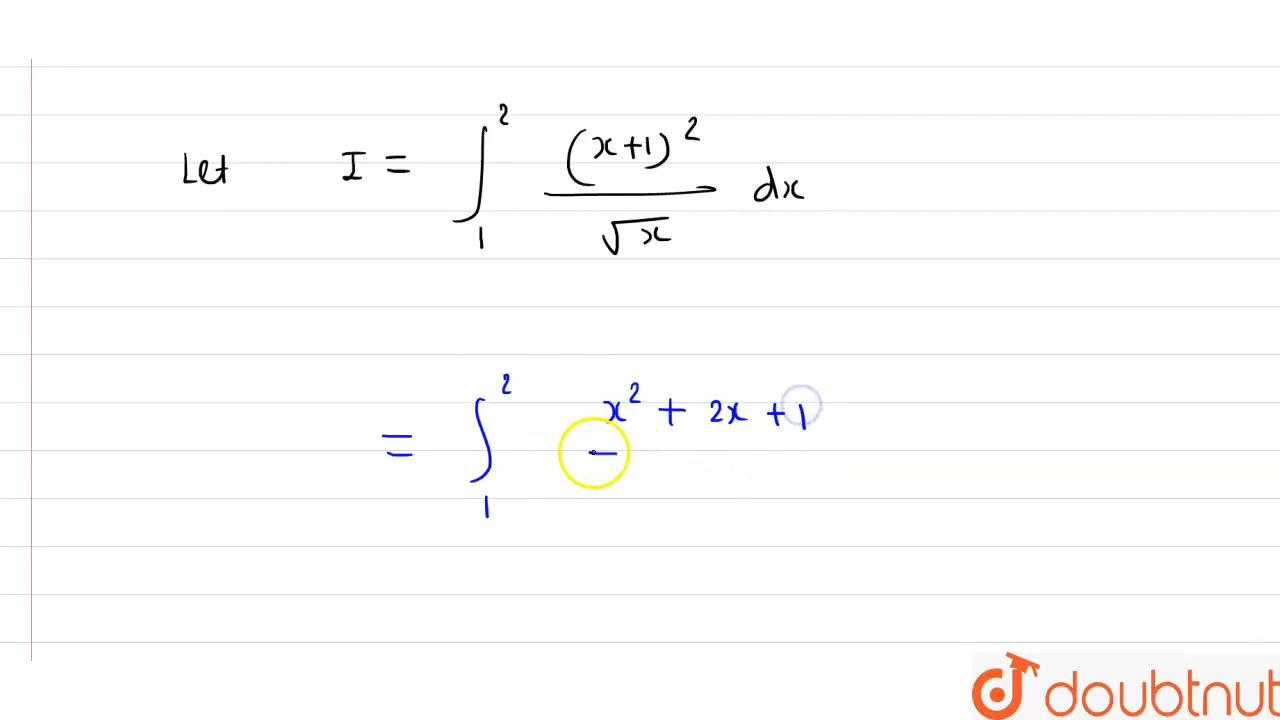 Let I = ∫₁² (x+1)²/√x dx
= ∫₁² x² + 2x + 1
doubtnut